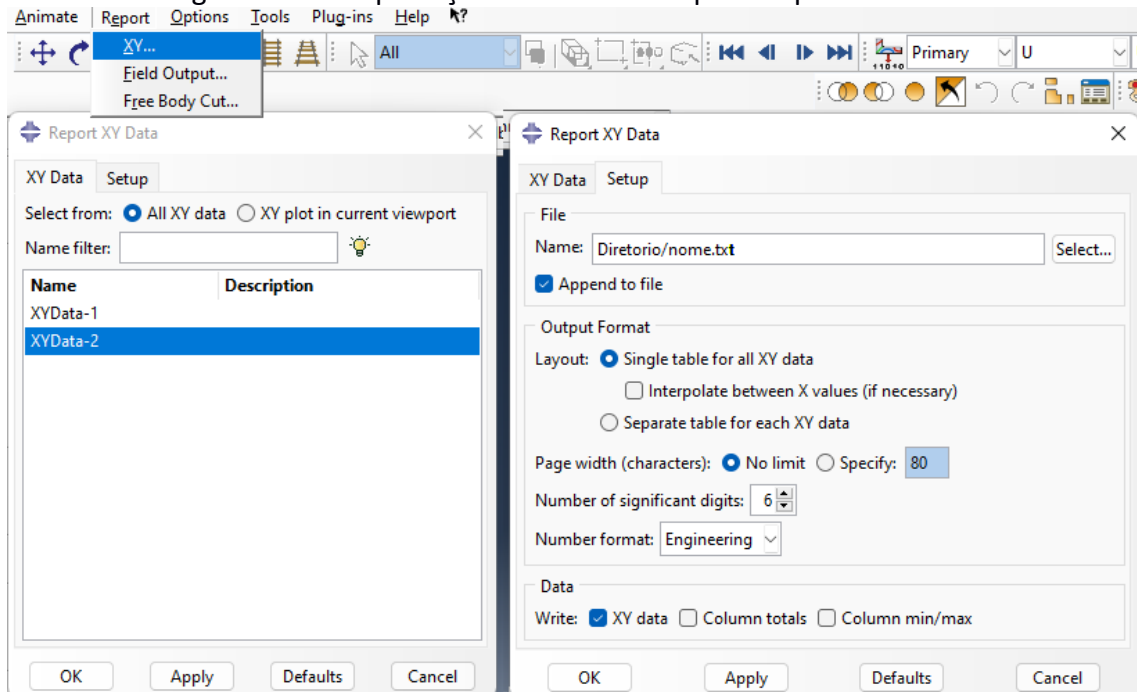 Animate Report Options Tools Plug-ins Help
XY...
Field Output...
Free Body Cut...
All
Primary
U
Report XY Data
XY Data Setup
Select from: All XY data XY plot in current viewport
Name filter:
Name Description
XYData-1
XYData-2
OK Apply Defaults Cancel
Report XY Data
XY Data Setup
File
Name: Diretorio/nome.txt Select...
Append to file
Output Format
Layout: Single table for all XY data
Interpolate between X values (if necessary)
Separate table for each XY data
Page width (characters): No limit Specify: 80
Number of significant digits: 6
Number format: Engineering
Data
Write: XY data Column totals Column min/max
OK Apply Defaults Cancel